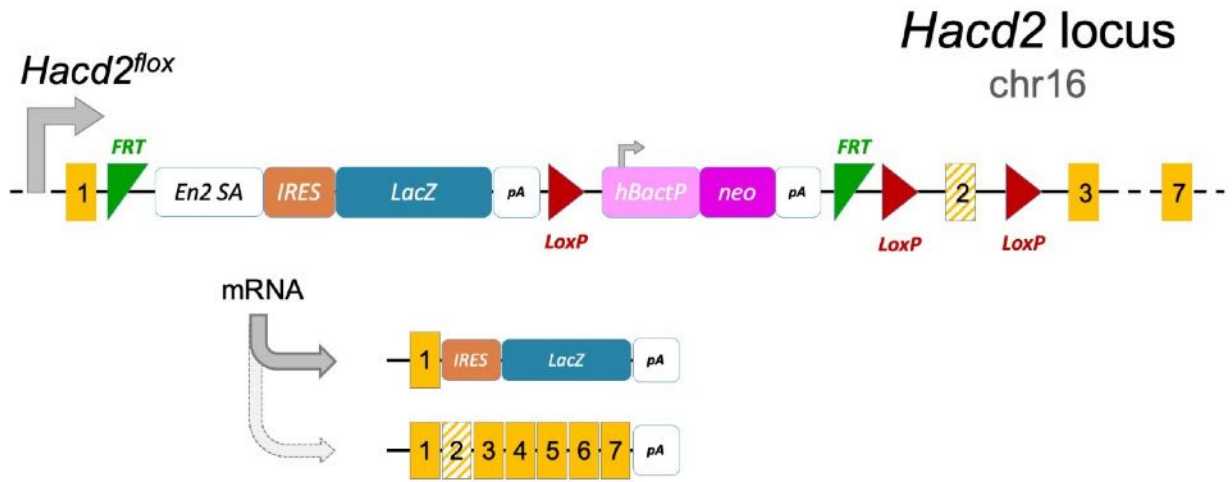 Hacd2 locus
chr16
Hacd2flox
FRT FRT
1 En2 SA IRES LacZ pA hBactP neo pA 2 3 7
LoxP LoxP LoxP
mRNA
1 IRES LacZ pA
1 2 3 4 5 6 7 pA